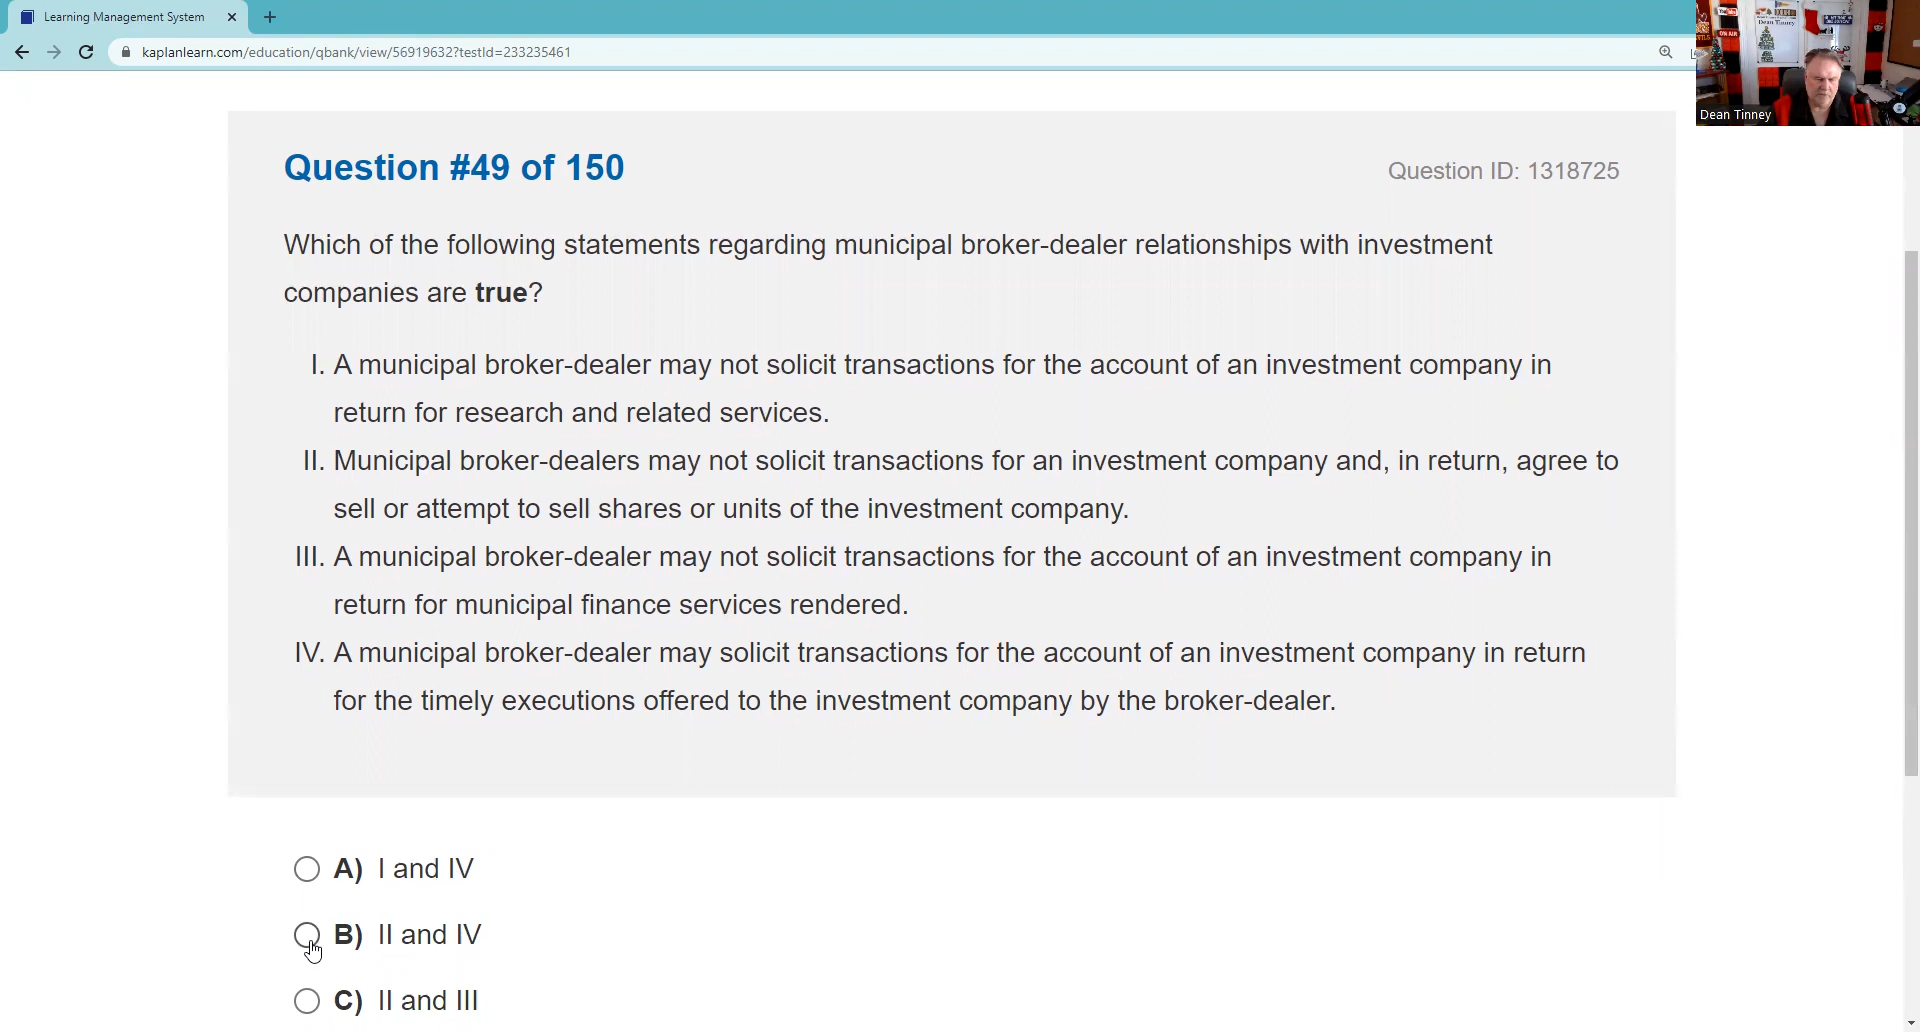 Learning Management System
kaplanlearn.com/education/qbank/view/56919632?testId=233235461
ON AIR
Dean Tinney
Dean Tinney
Question #49 of 150
Question ID: 1318725
Which of the following statements regarding municipal broker-dealer relationships with investment
companies are true?
I. A municipal broker-dealer may not solicit transactions for the account of an investment company in
return for research and related services.
II. Municipal broker-dealers may not solicit transactions for an investment company and, in return, agree to
sell or attempt to sell shares or units of the investment company.
III. A municipal broker-dealer may not solicit transactions for the account of an investment company in
return for municipal finance services rendered.
IV. A municipal broker-dealer may solicit transactions for the account of an investment company in return
for the timely executions offered to the investment company by the broker-dealer.
A) I and IV
B) II and IV
C) II and III